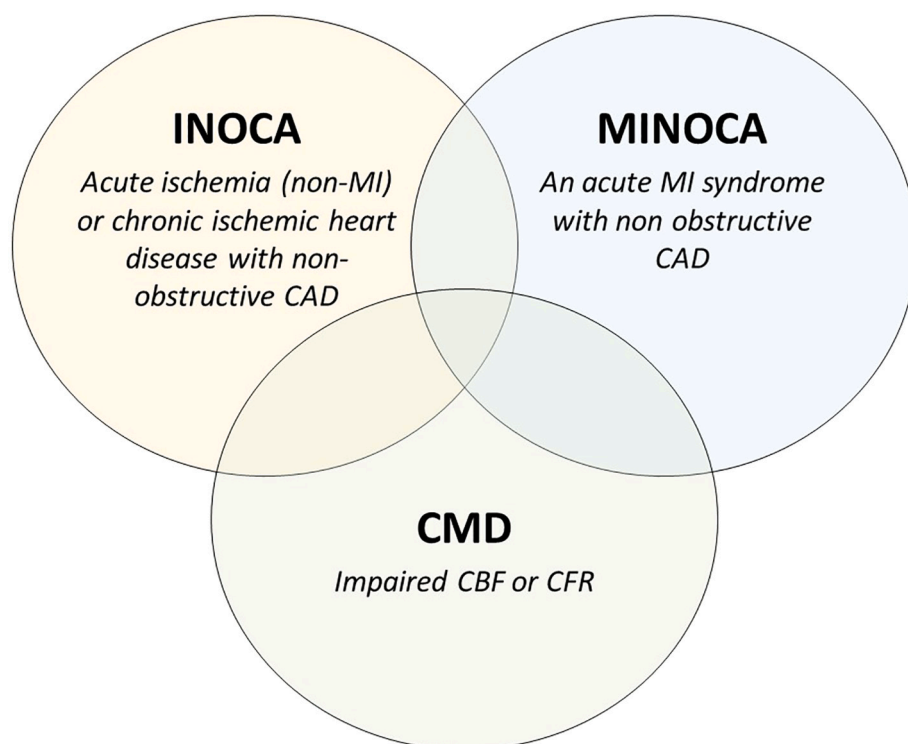 INOCA
Acute ischemia (non-MI)
or chronic ischemic heart
disease with non-
obstructive CAD
MINOCA
An acute MI syndrome
with non obstructive
CAD
CMD
Impaired CBF or CFR